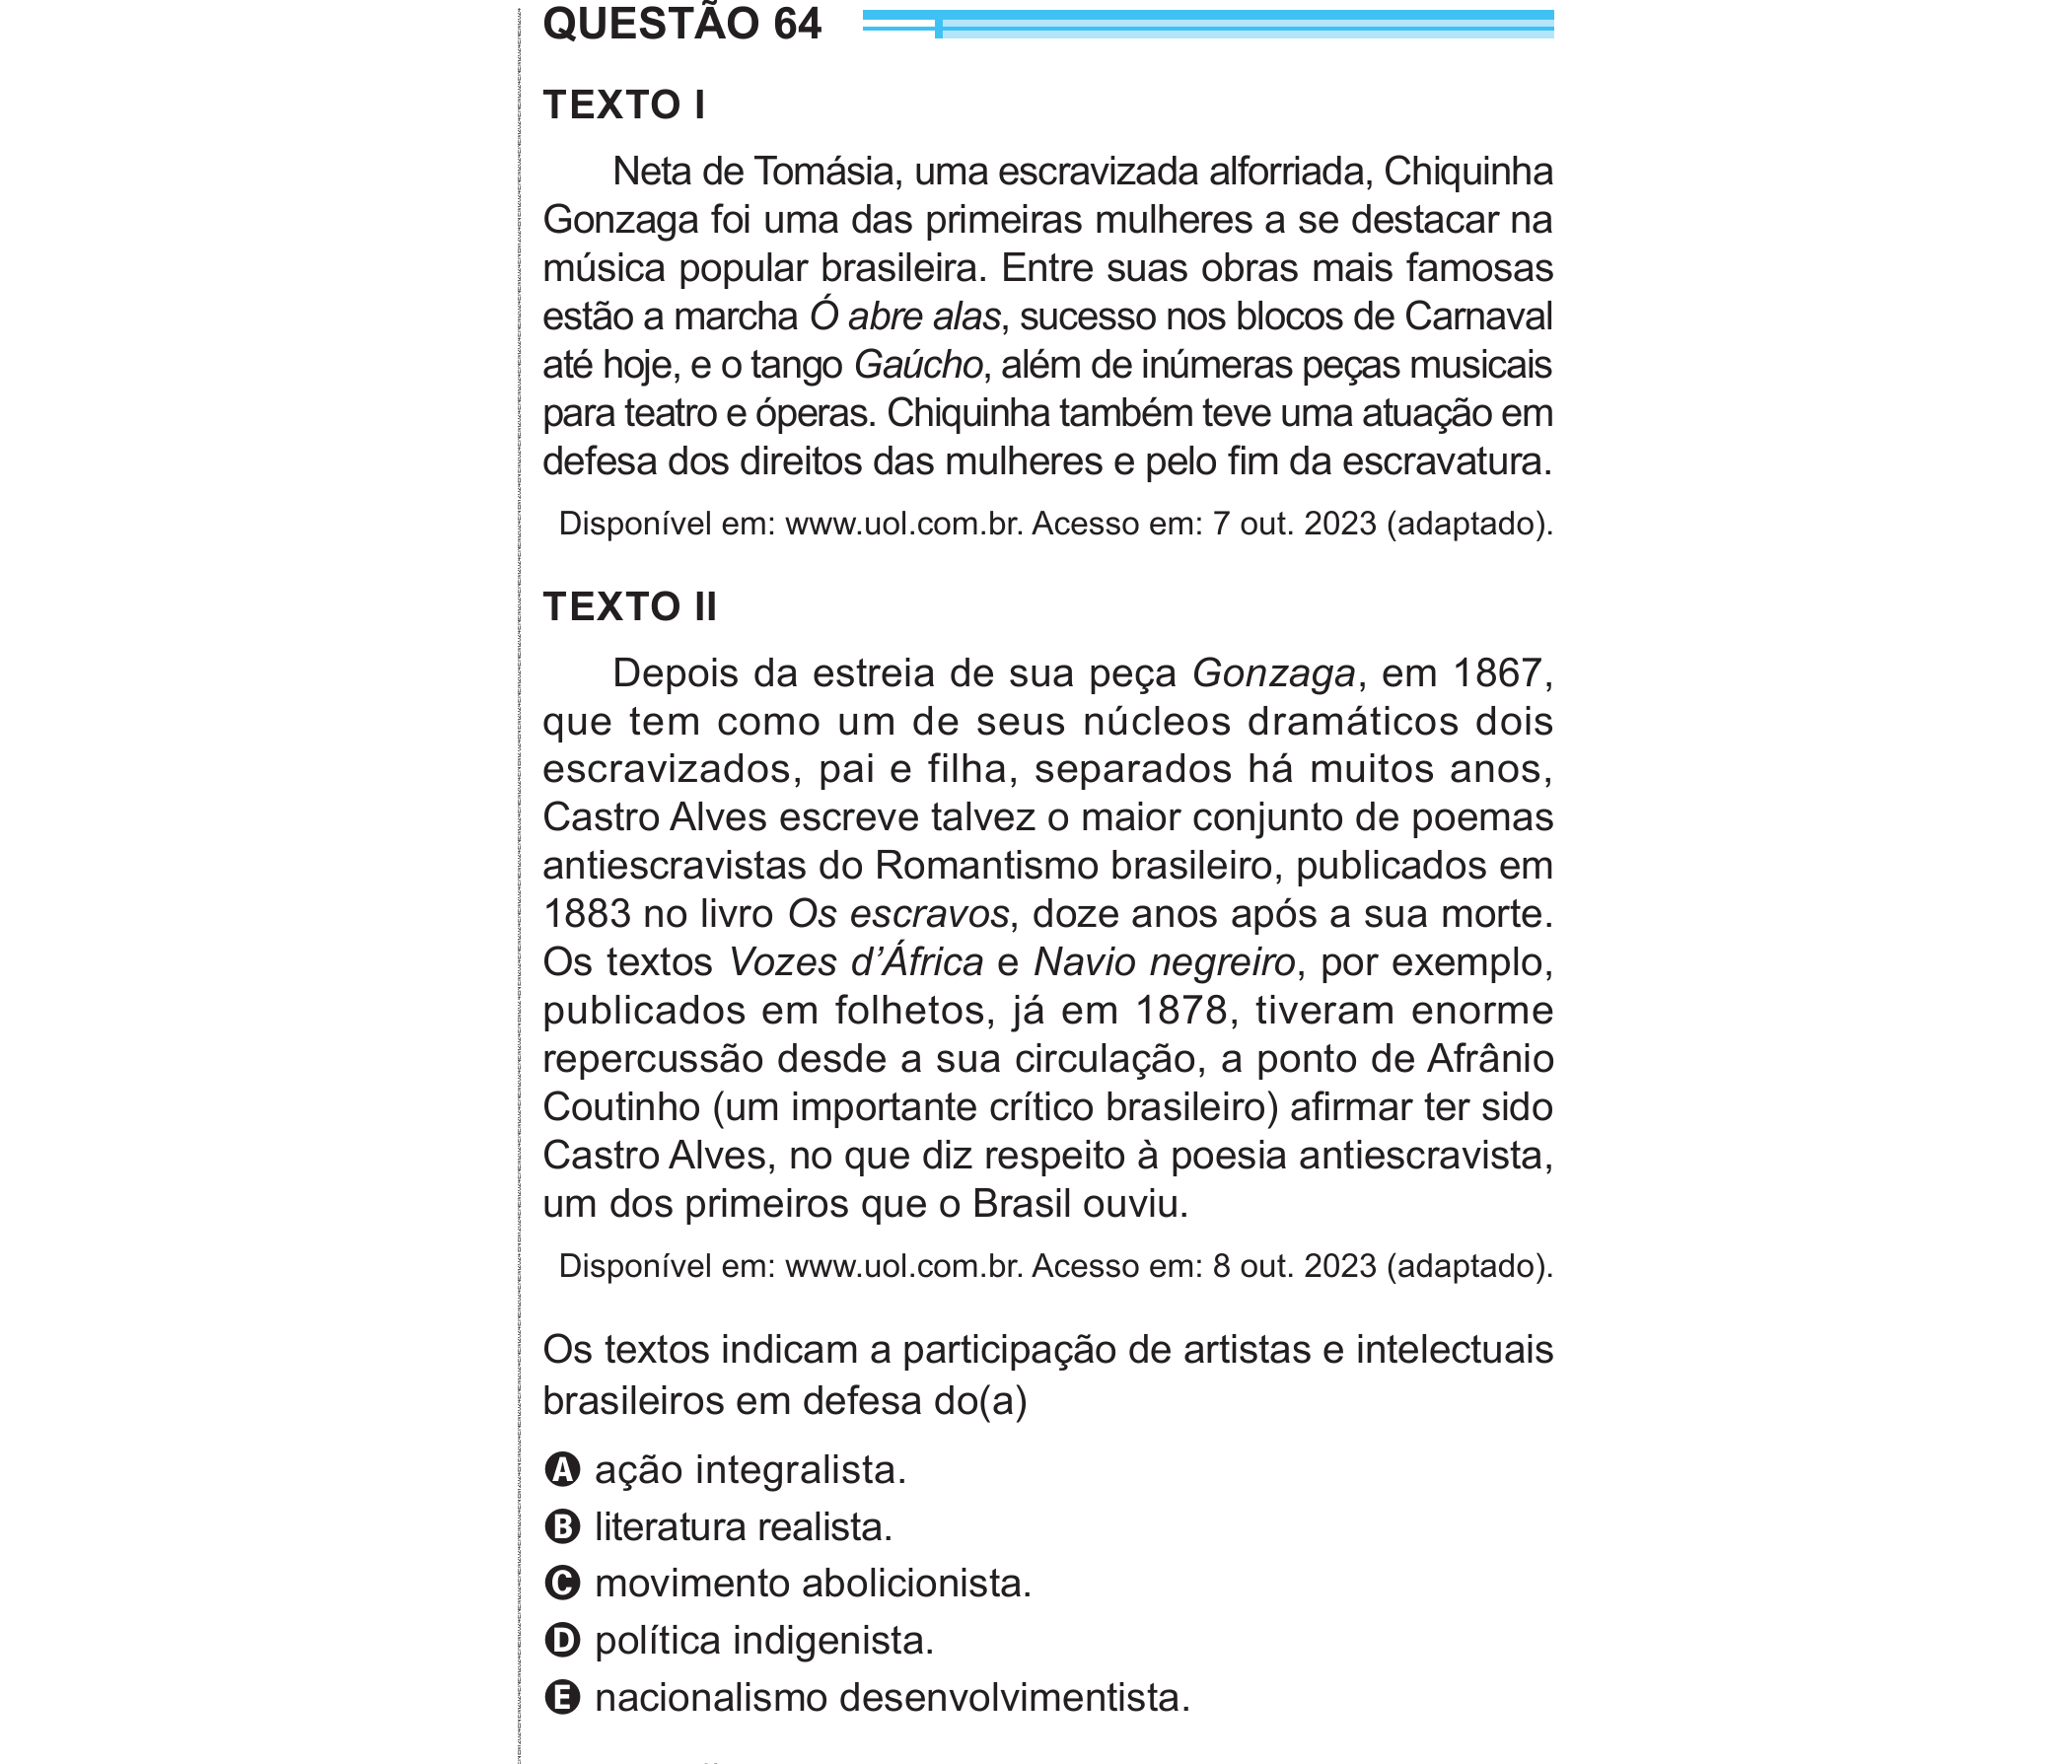 QUESTÃO 64
TEXTO I
Neta de Tomásia, uma escravizada alforriada, Chiquinha
Gonzaga foi uma das primeiras mulheres a se destacar na
música popular brasileira. Entre suas obras mais famosas
estão a marcha Ó abre alas, sucesso nos blocos de Carnaval
até hoje, e o tango Gaúcho, além de inúmeras peças musicais
para teatro e óperas. Chiquinha também teve uma atuação em
defesa dos direitos das mulheres e pelo fim da escravatura.
Disponível em: www.uol.com.br. Acesso em: 7 out. 2023 (adaptado).
TEXTO II
Depois da estreia de sua peça Gonzaga, em 1867,
que tem como um de seus núcleos dramáticos dois
escravizados, pai e filha, separados há muitos anos,
Castro Alves escreve talvez o maior conjunto de poemas
antiescravistas do Romantismo brasileiro, publicados em
1883 no livro Os escravos, doze anos após a sua morte.
Os textos Vozes d’África e Navio negreiro, por exemplo,
publicados em folhetos, já em 1878, tiveram enorme
repercussão desde a sua circulação, a ponto de Afrânio
Coutinho (um importante crítico brasileiro) afirmar ter sido
Castro Alves, no que diz respeito à poesia antiescravista,
um dos primeiros que o Brasil ouviu.
Disponível em: www.uol.com.br. Acesso em: 8 out. 2023 (adaptado).
Os textos indicam a participação de artistas e intelectuais
brasileiros em defesa do(a)
A ação integralista.
B literatura realista.
C movimento abolicionista.
D política indigenista.
E nacionalismo desenvolvimentista.